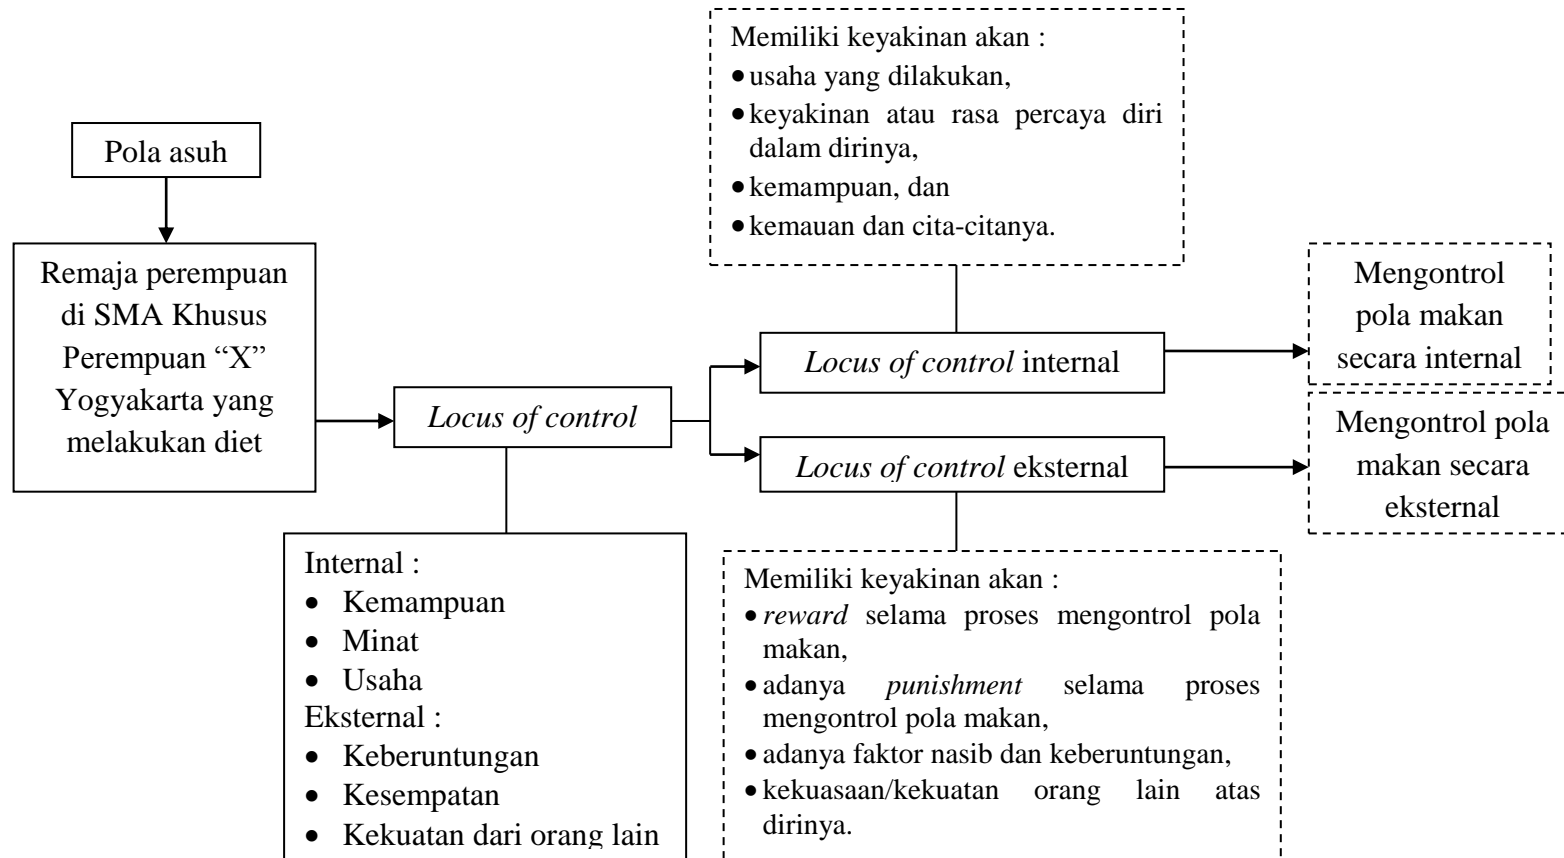 Pola asuh
Remaja perempuan
di SMA Khusus
Perempuan “X”
Yogyakarta yang
melakukan diet
Locus of control
Internal :
• Kemampuan
• Minat
• Usaha
Eksternal :
• Keberuntungan
• Kesempatan
• Kekuatan dari orang lain
Memiliki keyakinan akan :
• usaha yang dilakukan,
• keyakinan atau rasa percaya diri
dalam dirinya,
• kemampuan, dan
• kemauan dan cita-citanya.
Locus of control internal
Locus of control eksternal
Memiliki keyakinan akan :
• reward selama proses mengontrol pola
makan,
• adanya punishment selama proses
mengontrol pola makan,
• adanya faktor nasib dan keberuntungan,
• kekuasaan/kekuatan orang lain atas
dirinya.
Mengontrol
pola makan
secara internal
Mengontrol pola
makan secara
eksternal